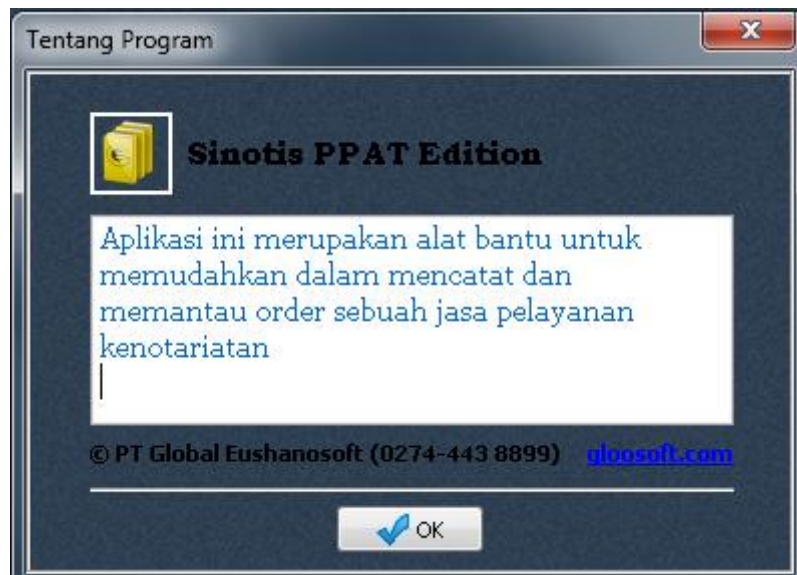 Tentang Program
Sinotis PPAT Edition
Aplikasi ini merupakan alat bantu untuk
memudahkan dalam mencatat dan
memantau order sebuah jasa pelayanan
kenotariatan
© PT Global Eushanosoft (0274-443 8899) gloosoft.com
OK